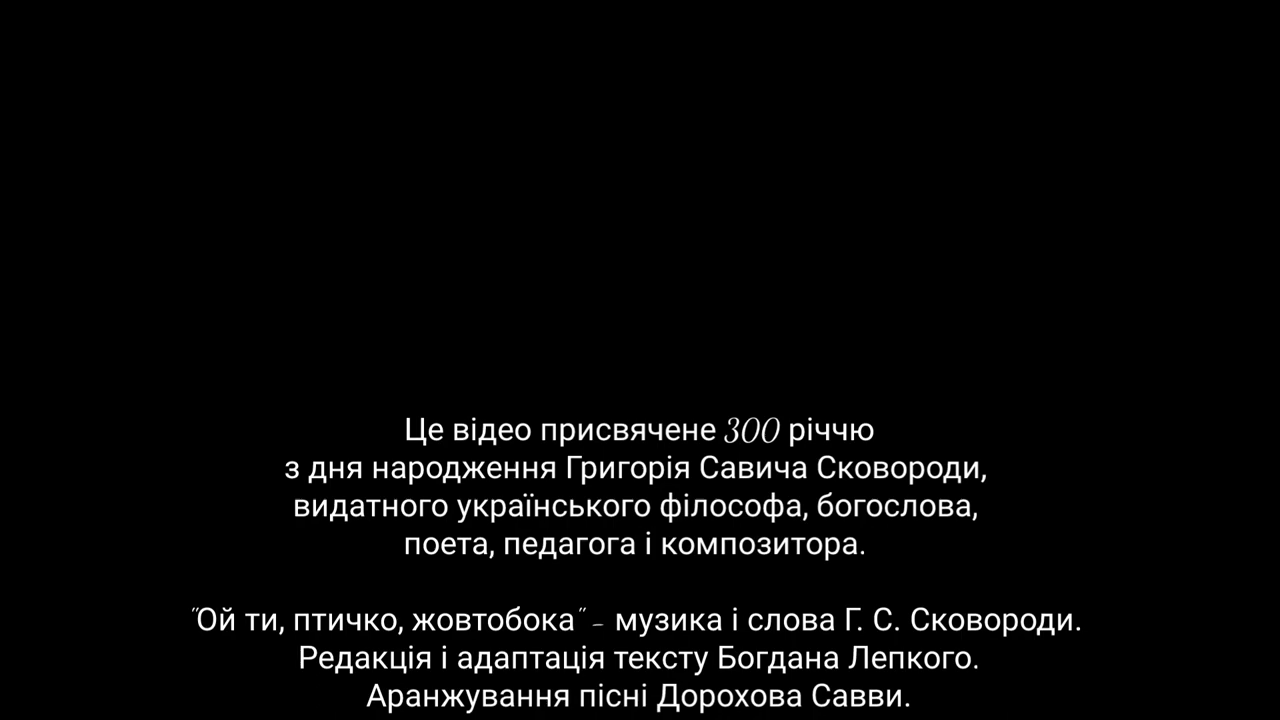 Це відео присвячене 300 річчю
з дня народження Григорія Савича Сковороди,
видатного українського філософа, богослова,
поета, педагога і композитора.
"Ой ти, птичко, жовтобока" - музика і слова Г. С. Сковороди.
Редакція і адаптація тексту Богдана Лепкого.
Аранжування пісні Дорохова Савви.